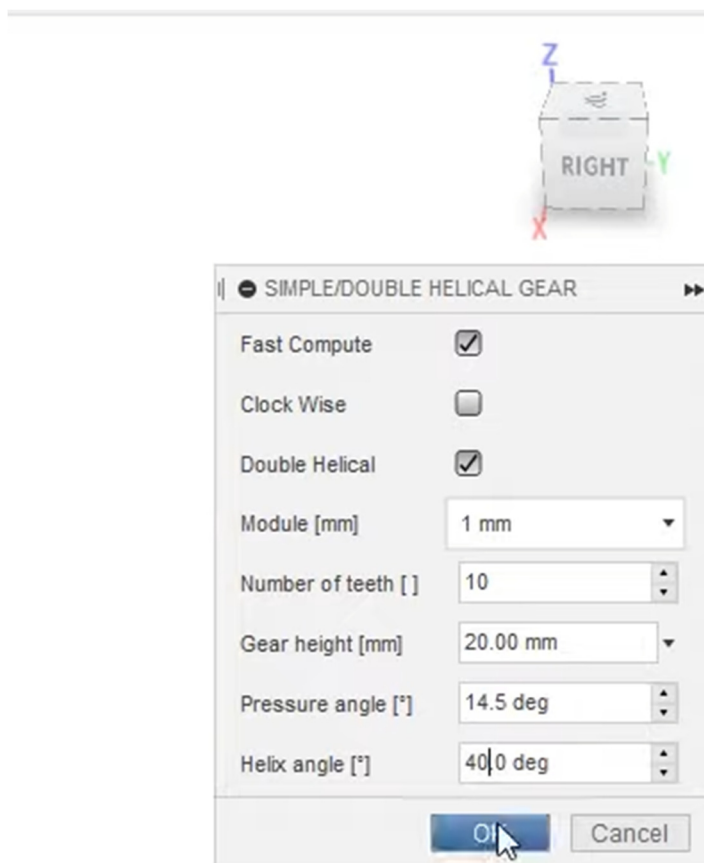 Z
RIGHT
Y
X
SIMPLE/DOUBLE HELICAL GEAR
Fast Compute
Clock Wise
Double Helical
Module [mm] 1 mm
Number of teeth [ ] 10
Gear height [mm] 20.00 mm
Pressure angle [°] 14.5 deg
Helix angle [°] 40.0 deg
OK Cancel